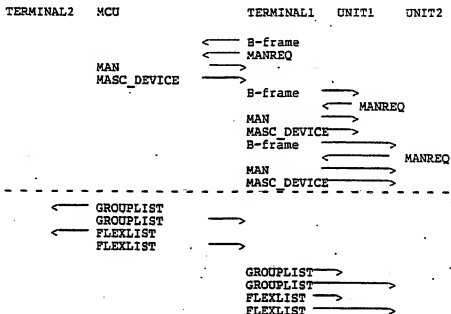 TERMINAL2 MCU TERMINAL1 UNIT1 UNIT2
B-frame
MANREQ
MAN
MASC_DEVICE
B-frame
MANREQ
MAN
MASC_DEVICE
B-frame
MANREQ
MAN
MASC_DEVICE
GROUPLIST
GROUPLIST
FLEXLIST
FLEXLIST
GROUPLIST
GROUPLIST
FLEXLIST
FLEXLIST